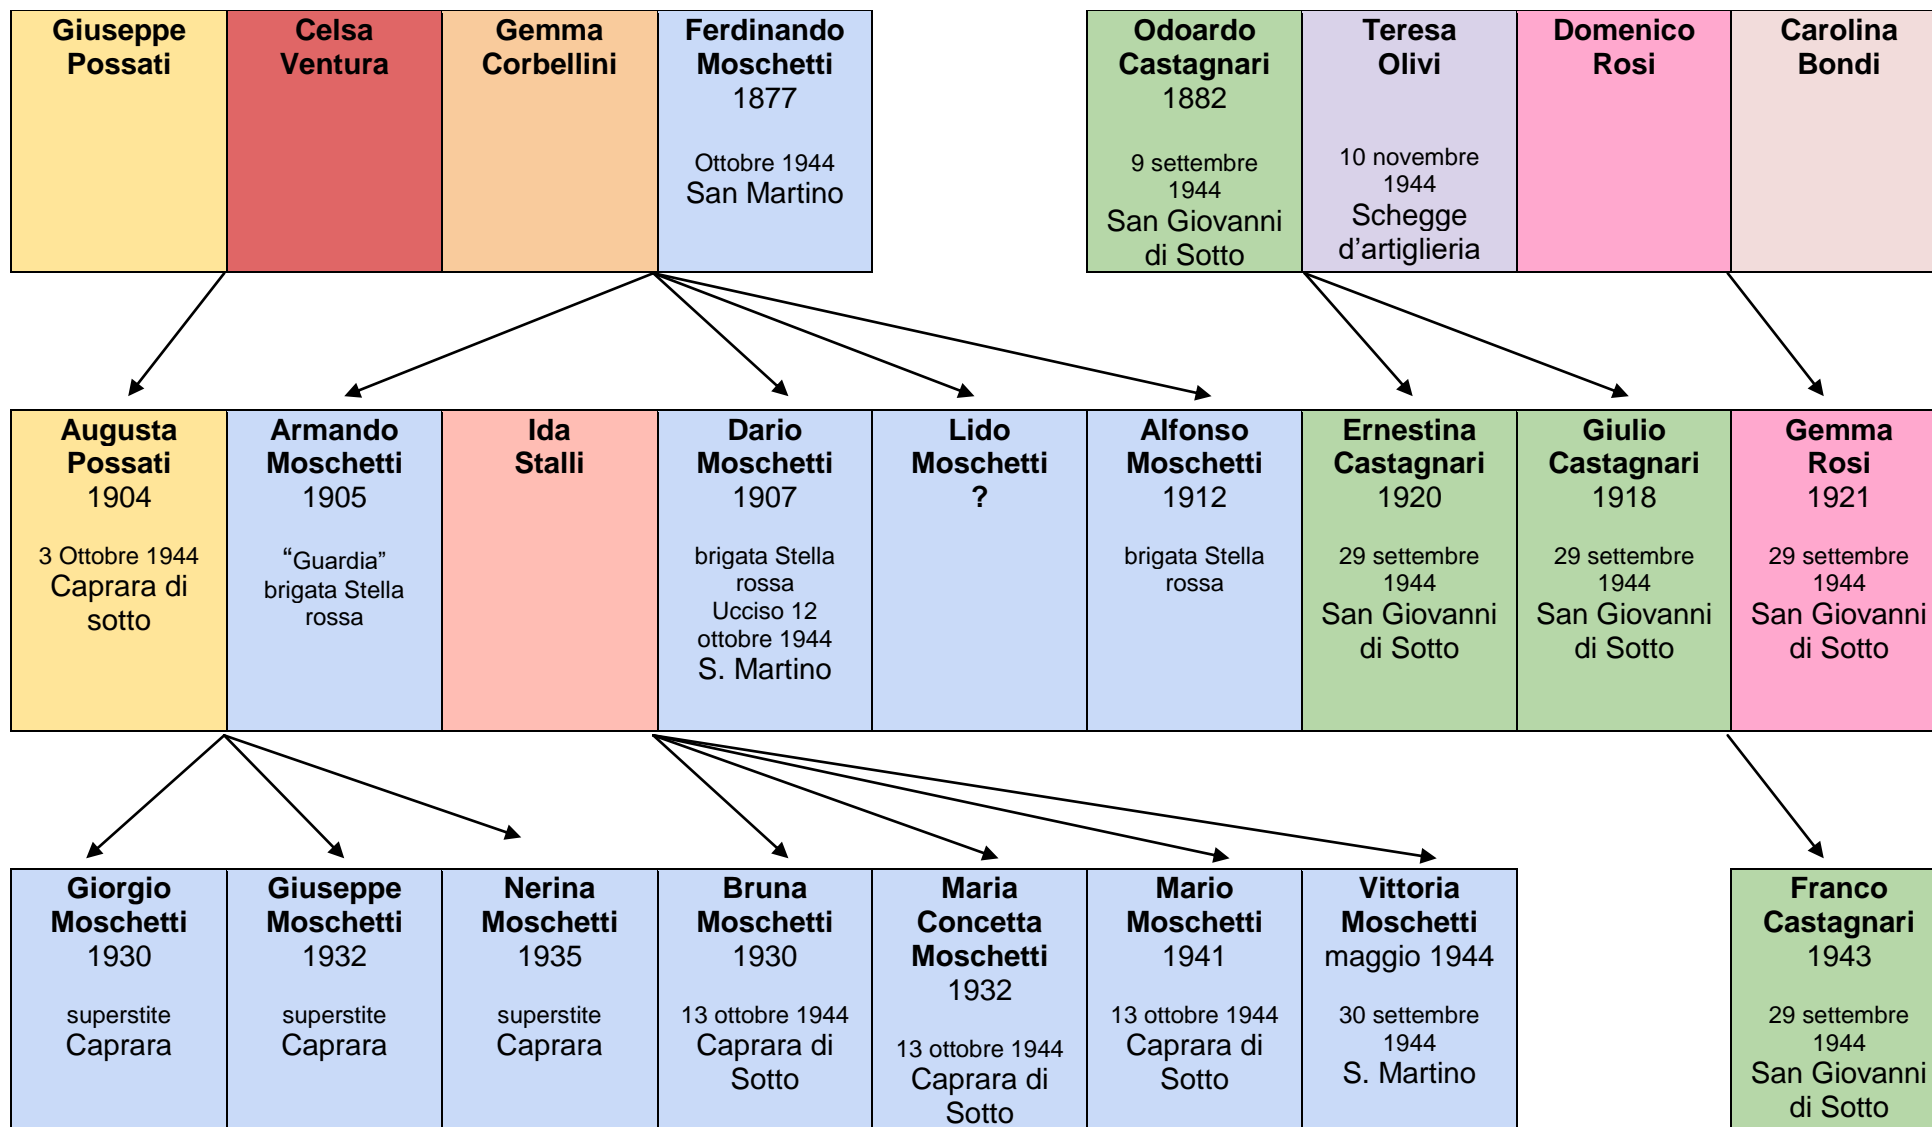 Giuseppe
Possati
Celsa
Ventura
Gemma
Corbellini
Ferdinando
Moschetti
1877
Ottobre 1944
San Martino
Odoardo
Castagnari
1882
9 settembre
1944
San Giovanni
di Sotto
Teresa
Olivi
10 novembre
1944
Schegge
d’artiglieria
Domenico
Rosi
Carolina
Bondi
Augusta
Possati
1904
3 Ottobre 1944
Caprara di
sotto
Armando
Moschetti
1905
“Guardia”
brigata Stella
rossa
Ida
Stalli
Dario
Moschetti
1907
brigata Stella
rossa
Ucciso 12
ottobre 1944
S. Martino
Lido
Moschetti
?
Alfonso
Moschetti
1912
brigata Stella
rossa
Ernestina
Castagnari
1920
29 settembre
1944
San Giovanni
di Sotto
Giulio
Castagnari
1918
29 settembre
1944
San Giovanni
di Sotto
Gemma
Rosi
1921
29 settembre
1944
San Giovanni
di Sotto
Giorgio
Moschetti
1930
superstite
Caprara
Giuseppe
Moschetti
1932
superstite
Caprara
Nerina
Moschetti
1935
superstite
Caprara
Bruna
Moschetti
1930
13 ottobre 1944
Caprara di
Sotto
Maria
Concetta
Moschetti
1932
13 ottobre 1944
Caprara di
Sotto
Mario
Moschetti
1941
13 ottobre 1944
Caprara di
Sotto
Vittoria
Moschetti
maggio 1944
30 settembre
1944
S. Martino
Franco
Castagnari
1943
29 settembre
1944
San Giovanni
di Sotto